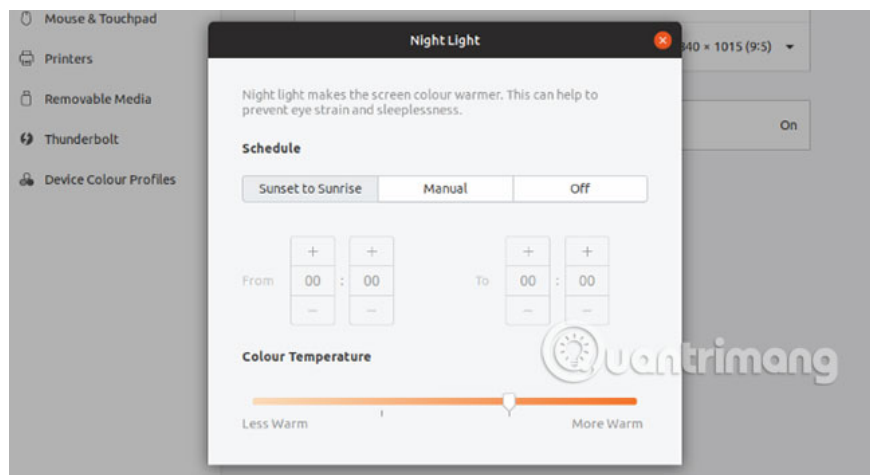 Mouse & Touchpad
Printers
Removable Media
Thunderbolt
Device Colour Profiles
Night Light
840 × 1015 (9:5)
On
Night light makes the screen colour warmer. This can help to
prevent eye strain and sleeplessness.
Schedule
Sunset to Sunrise Manual Off
+ + + +
From 00 : 00 To 00 : 00
− − − −
Colour Temperature
Less Warm More Warm
Quantrimang